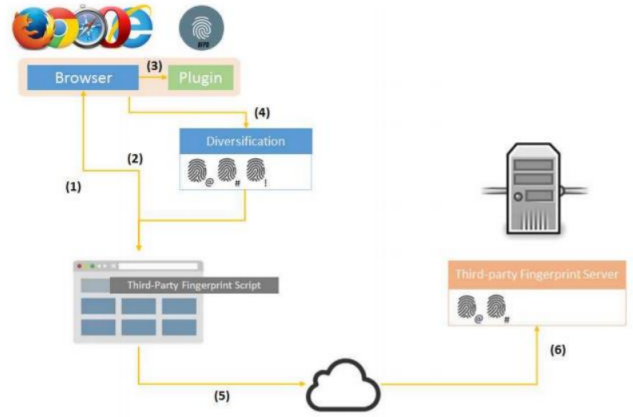 (3)
Browser
Plugin
(4)
Diversification
@
#
!
(2)
(1)
Third-Party Fingerprint Script
Third-party Fingerprint Server
@
#
(6)
(5)